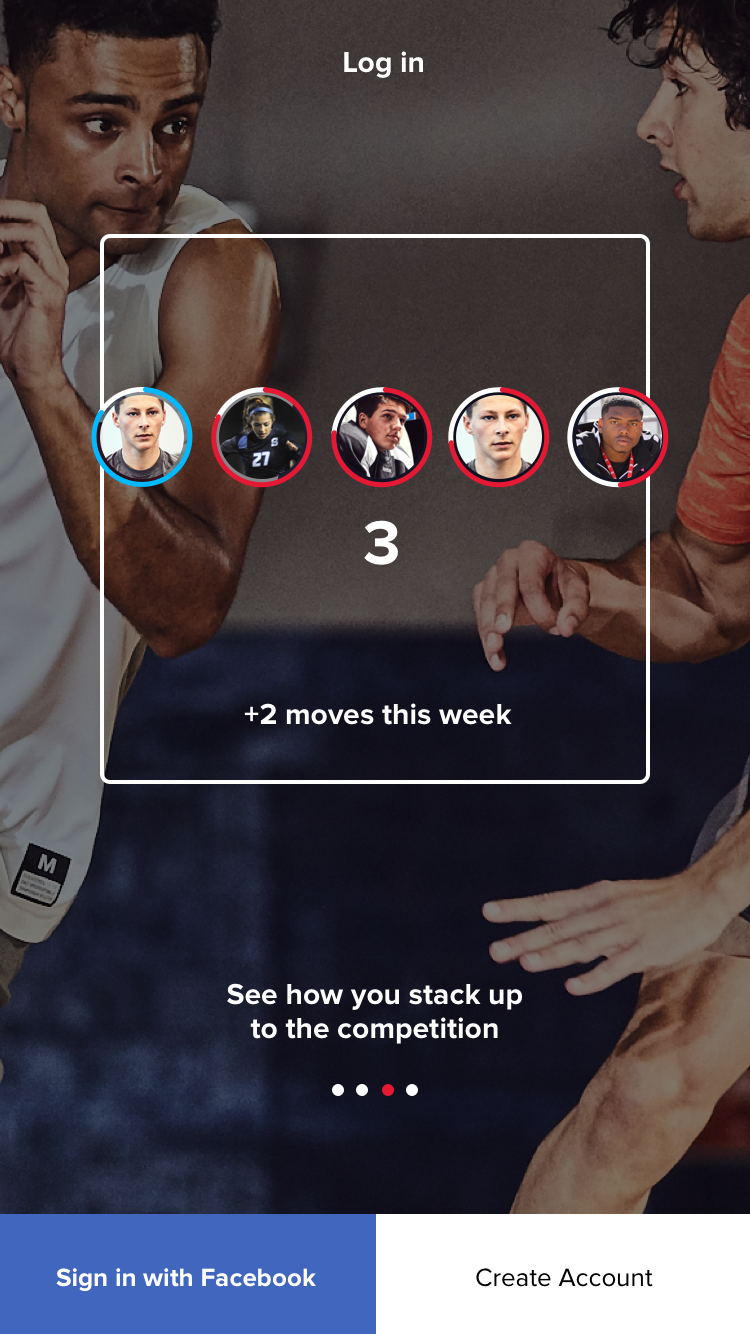 Log in
27
3
+2 moves this week
M
See how you stack up
to the competition
Sign in with Facebook
Create Account